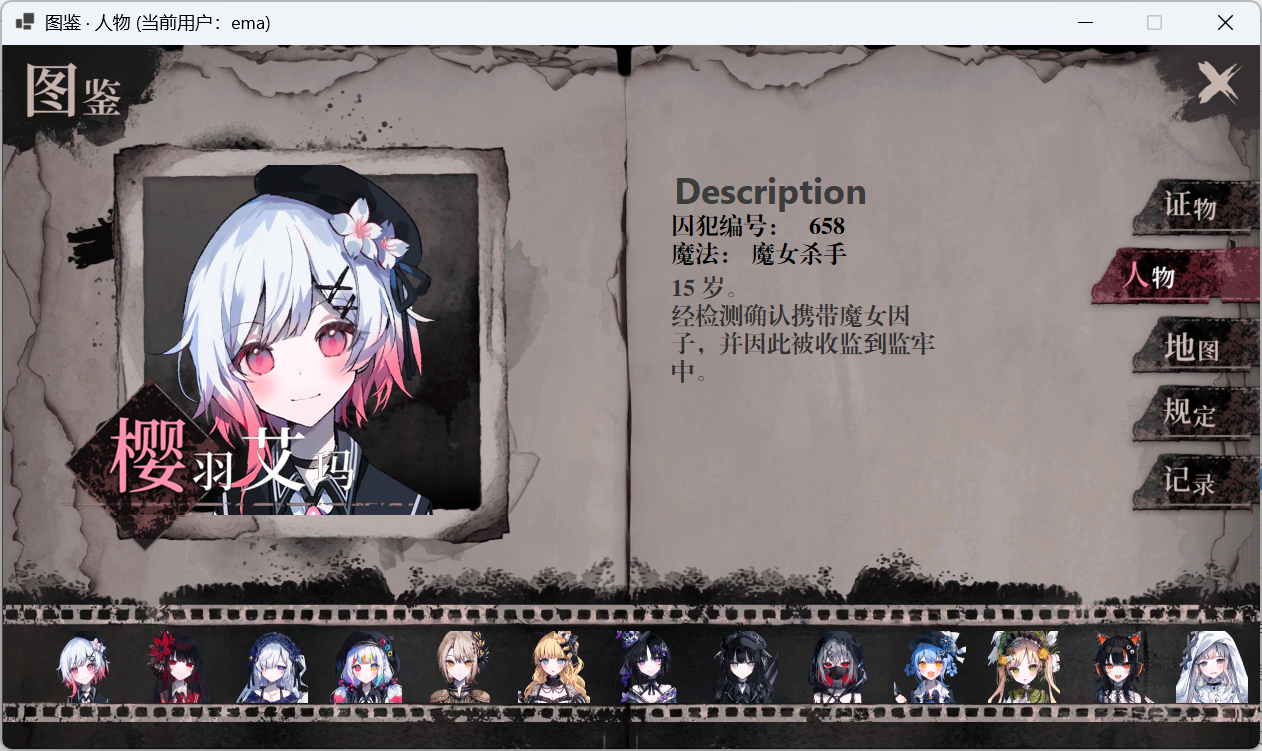 图鉴 · 人物 (当前用户：ema)
图鉴
Description
囚犯编号： 658
魔法： 魔女杀手
15 岁。
经检测确认携带魔女因
子，并因此被收监到监牢
中。
樱羽艾玛
证物
人物
地图
规定
记录